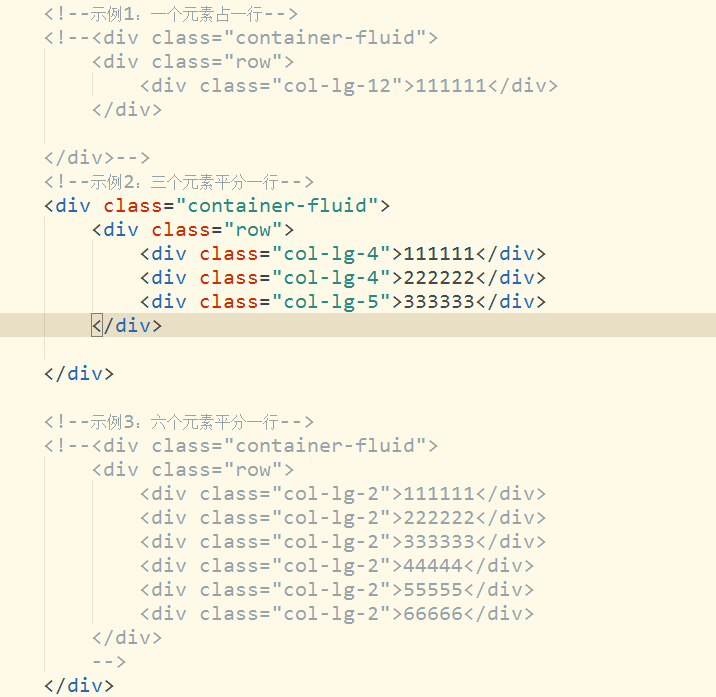 <!--示例1：一个元素占一行-->
<!--<div class="container-fluid">
<div class="row">
<div class="col-lg-12">111111</div>
</div>
</div>-->
<!--示例2：三个元素平分一行-->
<div class="container-fluid">
<div class="row">
<div class="col-lg-4">111111</div>
<div class="col-lg-4">222222</div>
<div class="col-lg-5">333333</div>
</div>
</div>
<!--示例3：六个元素平分一行-->
<!--<div class="container-fluid">
<div class="row">
<div class="col-lg-2">111111</div>
<div class="col-lg-2">222222</div>
<div class="col-lg-2">333333</div>
<div class="col-lg-2">44444</div>
<div class="col-lg-2">55555</div>
<div class="col-lg-2">66666</div>
</div>
-->
</div>